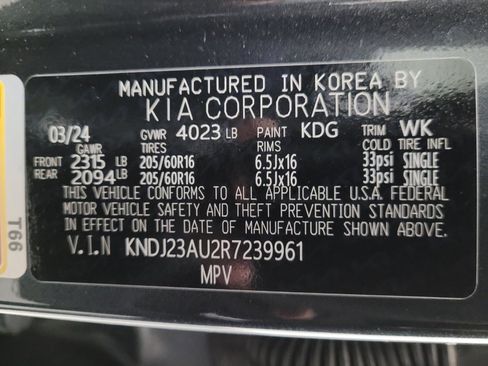 MANUFACTURED IN KOREA BY
KIA CORPORATION
03/24 GVWR 4023 LB PAINT KDG TRIM WK
GAWR TIRES RIMS COLD TIRE INFL
FRONT 2315 LB 205/60R16 6.5Jx16 33psi SINGLE
REAR 2094 LB 205/60R16 6.5Jx16 33psi SINGLE
THIS VEHICLE CONFORMS TO ALL APPLICABLE U.S.A. FEDERAL
MOTOR VEHICLE SAFETY AND THEFT PREVENTION STANDARDS
IN EFFECT ON THE DATE OF MANUFACTURE SHOWN ABOVE.
V.I.N KNDJ23AU2R7239961
MPV
T66